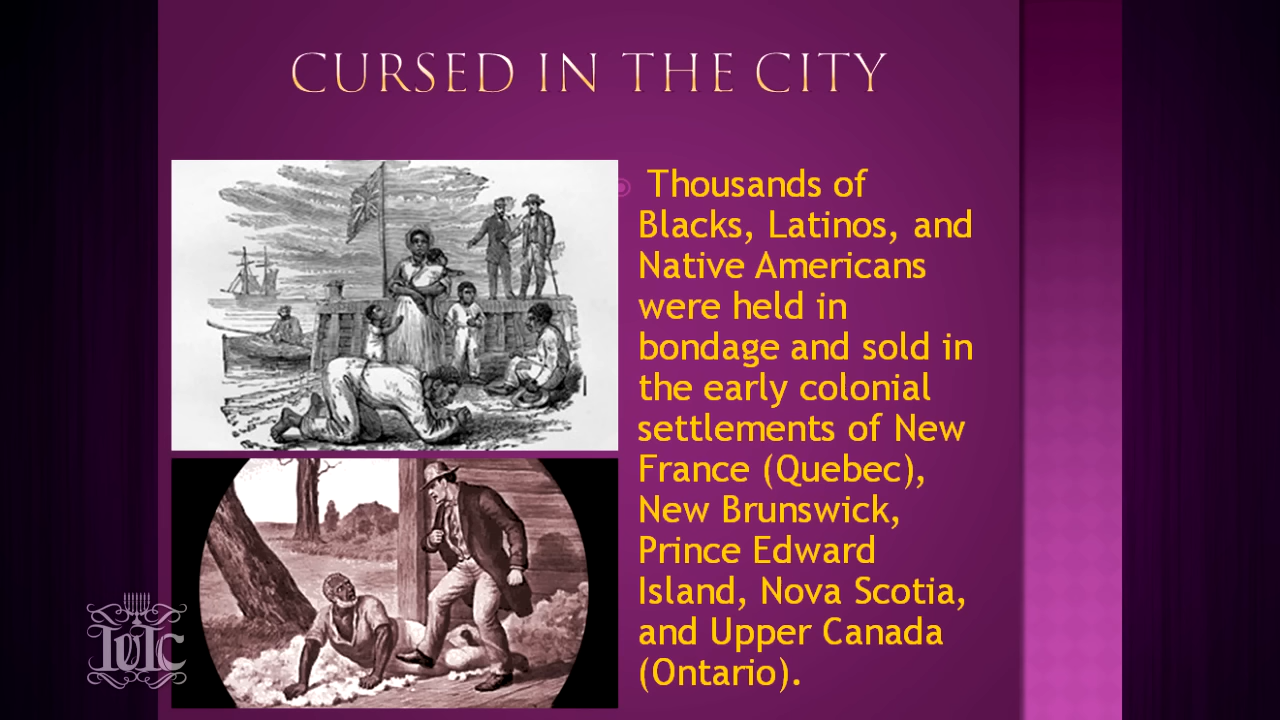 CURSED IN THE CITY
Thousands of
Blacks, Latinos, and
Native Americans
were held in
bondage and sold in
the early colonial
settlements of New
France (Quebec),
New Brunswick,
Prince Edward
Island, Nova Scotia,
and Upper Canada
(Ontario).
IUIC